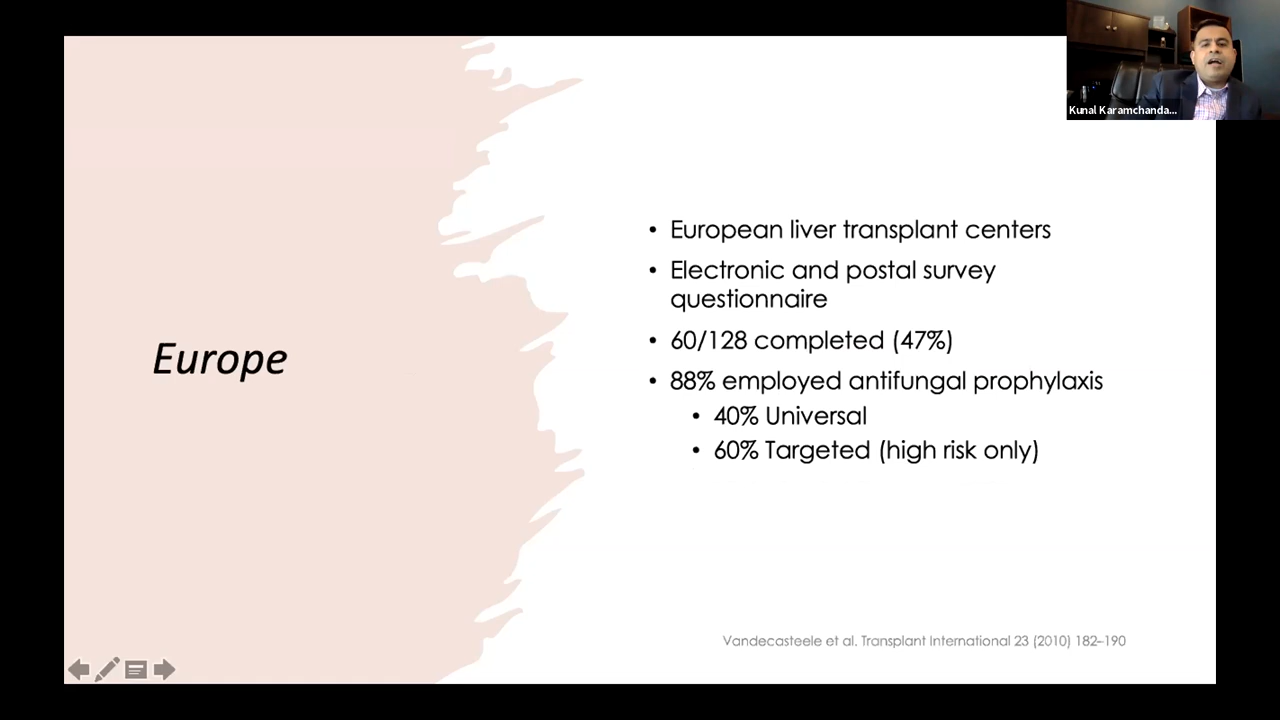 Kunal Karamchanda...
Europe
• European liver transplant centers
• Electronic and postal survey
questionnaire
• 60/128 completed (47%)
• 88% employed antifungal prophylaxis
• 40% Universal
• 60% Targeted (high risk only)
Vandecasteele et al. Transplant International 23 (2010) 182–190